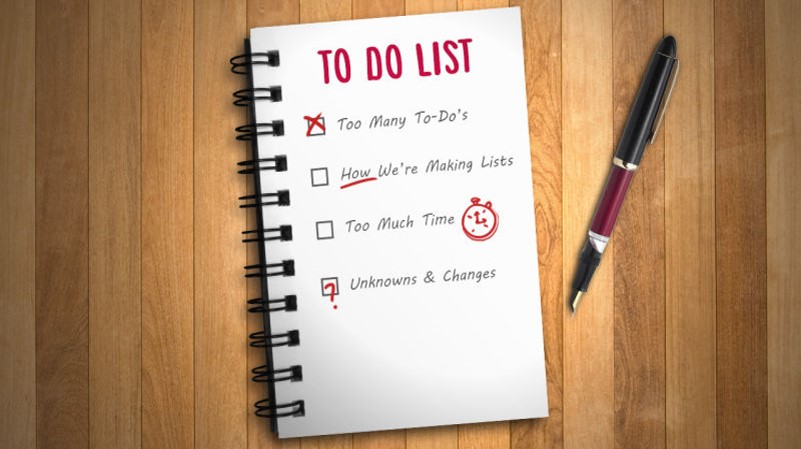 TO DO LIST
Too Many To-Do's
How We're Making Lists
Too Much Time
Unknowns & Changes
?